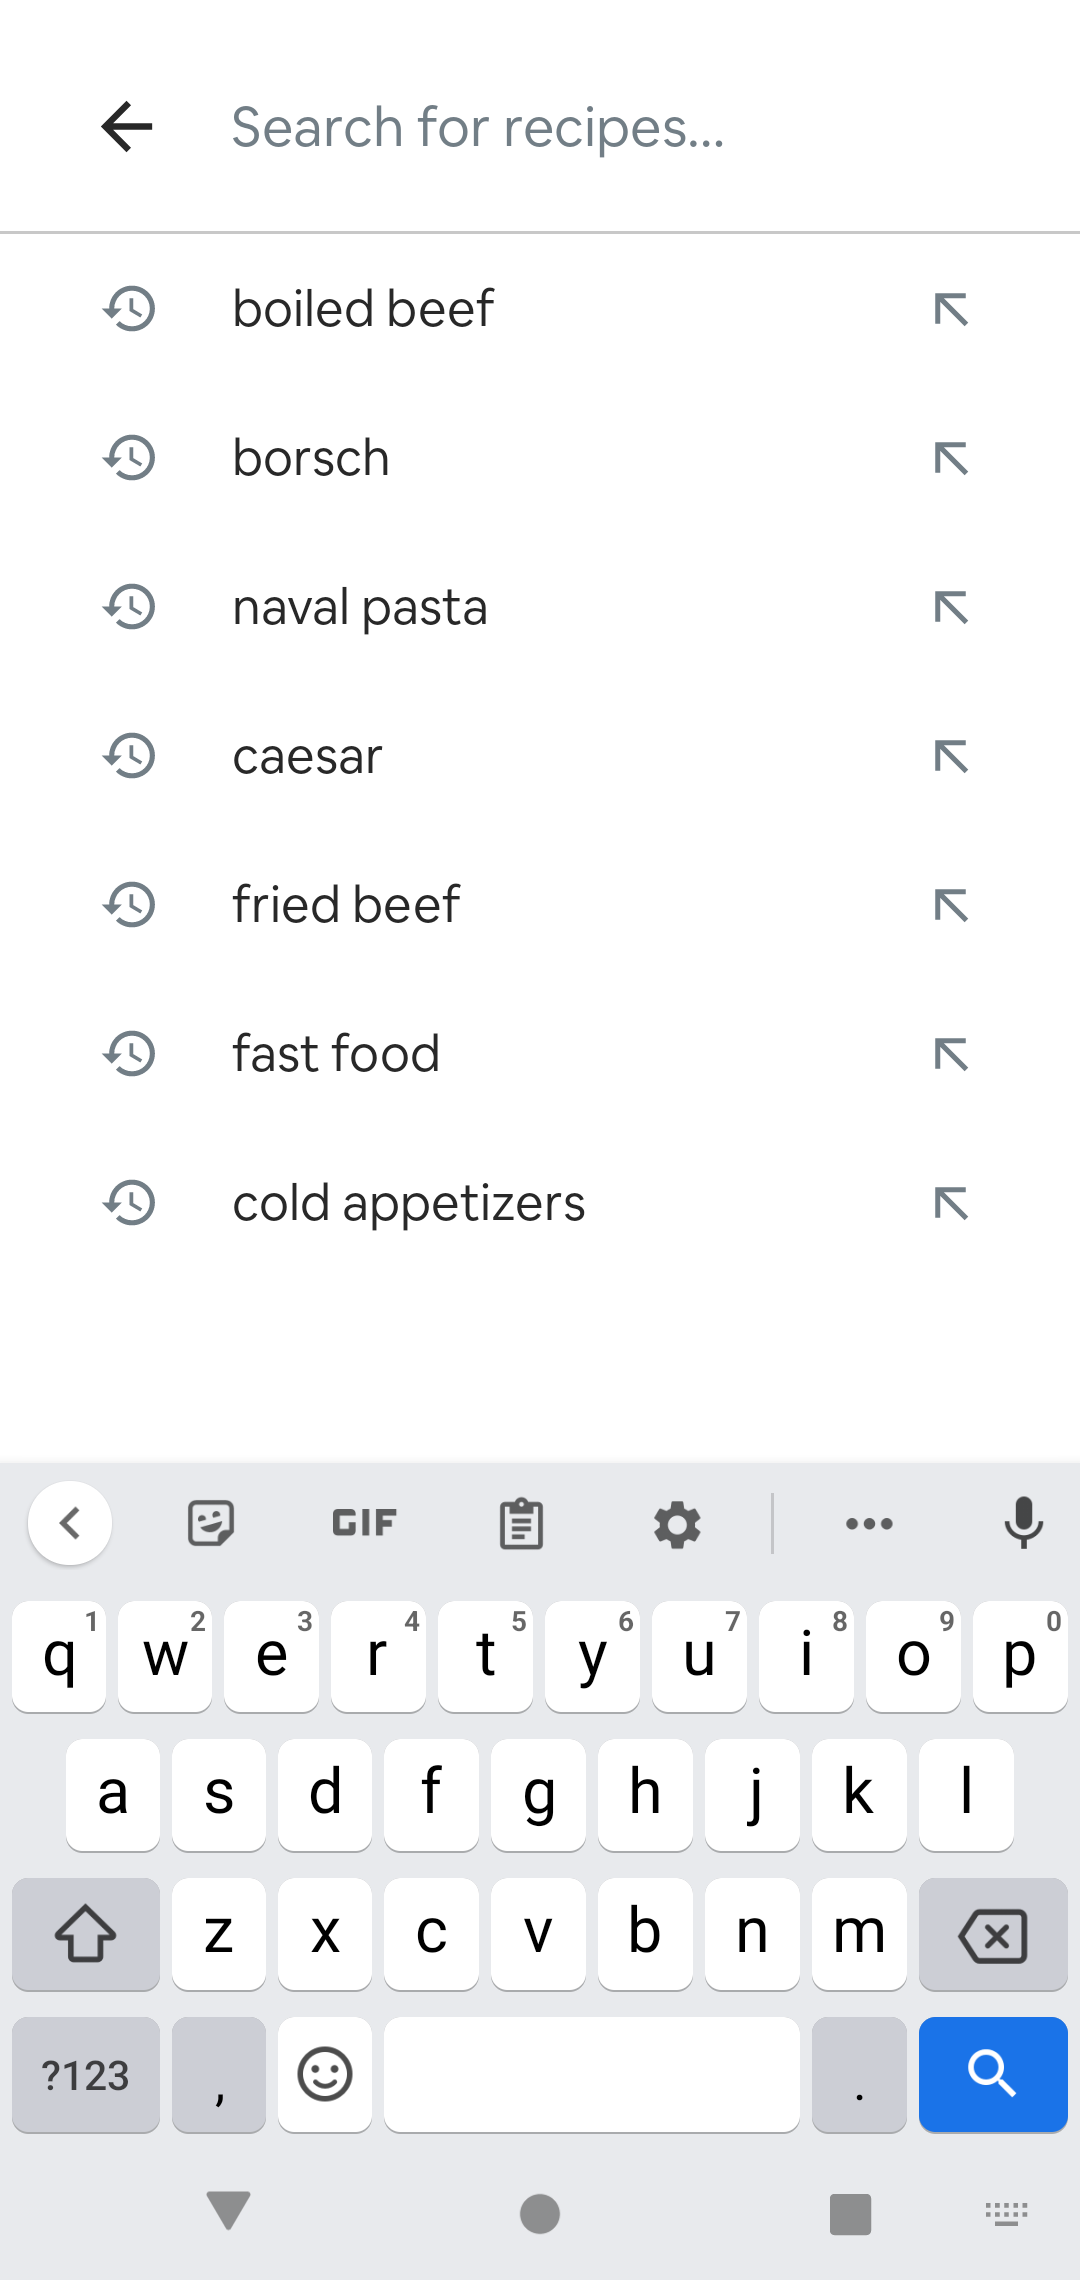 Search for recipes...
boiled beef
borsch
naval pasta
caesar
fried beef
fast food
cold appetizers
GIF
q 1 w 2 e 3 r 4 t 5 y 6 u 7 i 8 o 9 p 0
a s d f g h j k l
z x c v b n m
?123 , .